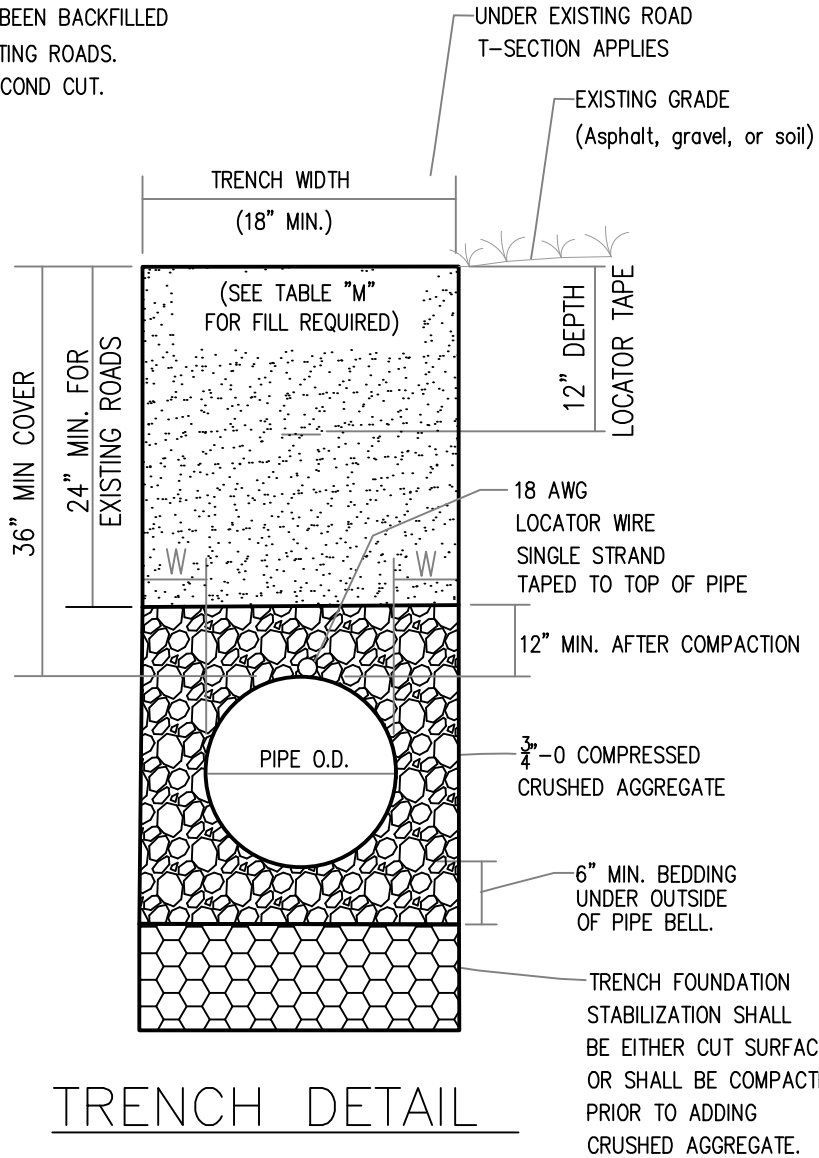 BEEN BACKFILLED
TING ROADS.
COND CUT.
UNDER EXISTING ROAD
T-SECTION APPLIES
EXISTING GRADE
(Asphalt, gravel, or soil)
TRENCH WIDTH
(18" MIN.)
(SEE TABLE "M"
FOR FILL REQUIRED)
12" DEPTH
LOCATOR TAPE
36" MIN COVER
24" MIN. FOR
EXISTING ROADS
W
W
18 AWG
LOCATOR WIRE
SINGLE STRAND
TAPED TO TOP OF PIPE
12" MIN. AFTER COMPACTION
PIPE O.D.
3/4"-0 COMPRESSED
CRUSHED AGGREGATE
6" MIN. BEDDING
UNDER OUTSIDE
OF PIPE BELL.
TRENCH FOUNDATION
STABILIZATION SHALL
BE EITHER CUT SURFAC
OR SHALL BE COMPACT
PRIOR TO ADDING
CRUSHED AGGREGATE.
TRENCH DETAIL